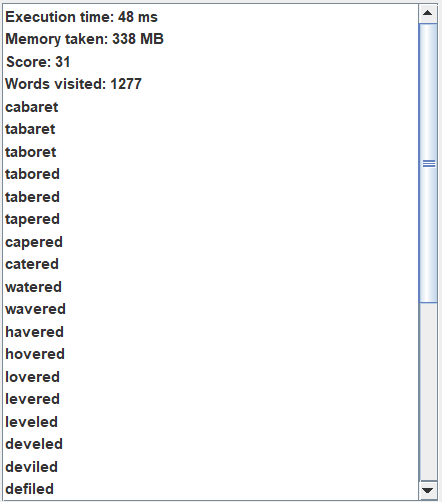 Execution time: 48 ms
Memory taken: 338 MB
Score: 31
Words visited: 1277
cabaret
tabaret
taboret
tabored
tabered
tapered
capered
catered
watered
wavered
havered
hovered
lovered
levered
leveled
develed
deviled
defiled